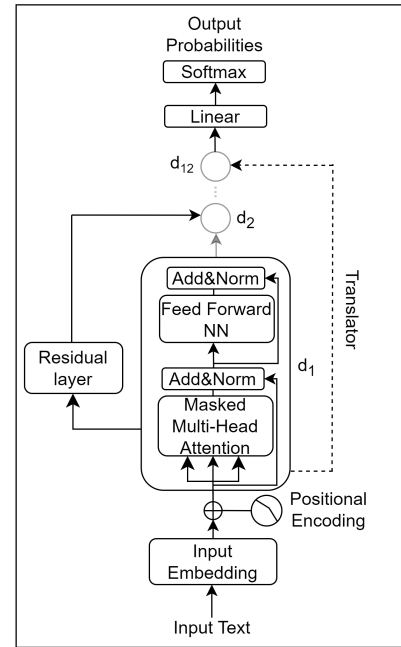 Output
Probabilities
Softmax
Linear
d12
d2
Add&Norm
Feed Forward
NN
d1
Translator
Residual
layer
Add&Norm
Masked
Multi-Head
Attention
Positional
Encoding
Input
Embedding
Input Text